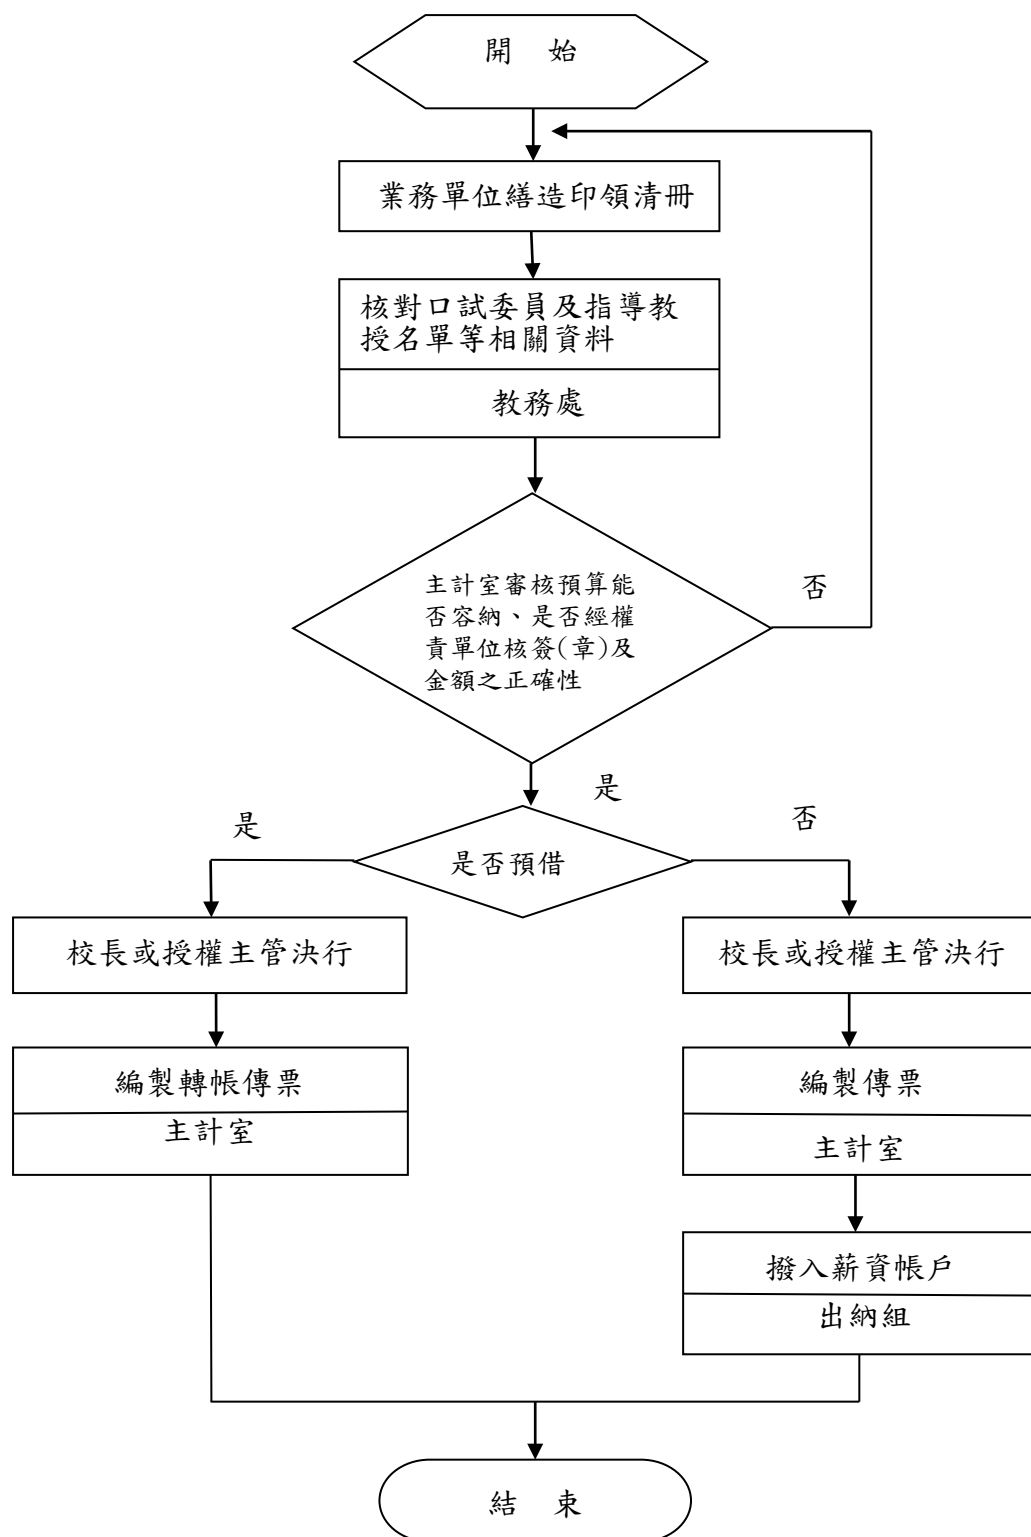 開 始
業務單位繕造印領清冊
核對口試委員及指導教
授名單等相關資料
教務處
主計室審核預算能
否容納、是否經權
責單位核簽(章)及
金額之正確性
否
是
是
否
是否預借
校長或授權主管決行
校長或授權主管決行
編製轉帳傳票
主計室
編製傳票
主計室
撥入薪資帳戶
出納組
結 束